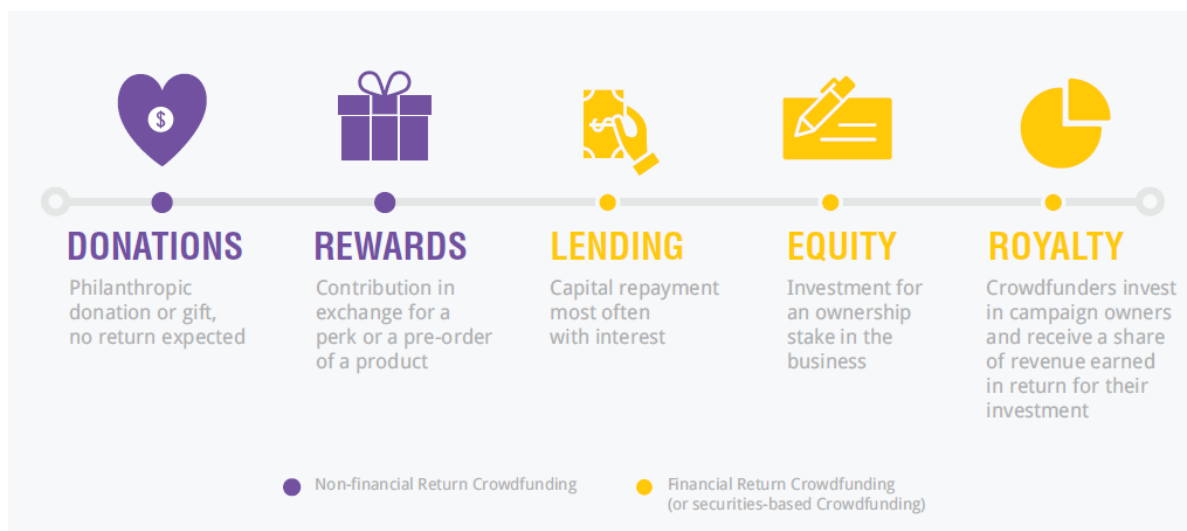 $
$
DONATIONS
Philanthropic
donation or gift,
no return expected
REWARDS
Contribution in
exchange for a
perk or a pre-order
of a product
LENDING
Capital repayment
most often
with interest
EQUITY
Investment for
an ownership
stake in the
business
ROYALTY
Crowdfunders invest
in campaign owners
and receive a share
of revenue earned
in return for their
investment
Non-financial Return Crowdfunding
Financial Return Crowdfunding
(or securities-based Crowdfunding)